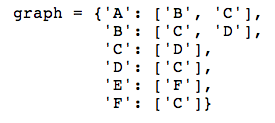 graph = {'A': ['B', 'C'],
'B': ['C', 'D'],
'C': ['D'],
'D': ['C'],
'E': ['F'],
'F': ['C']}